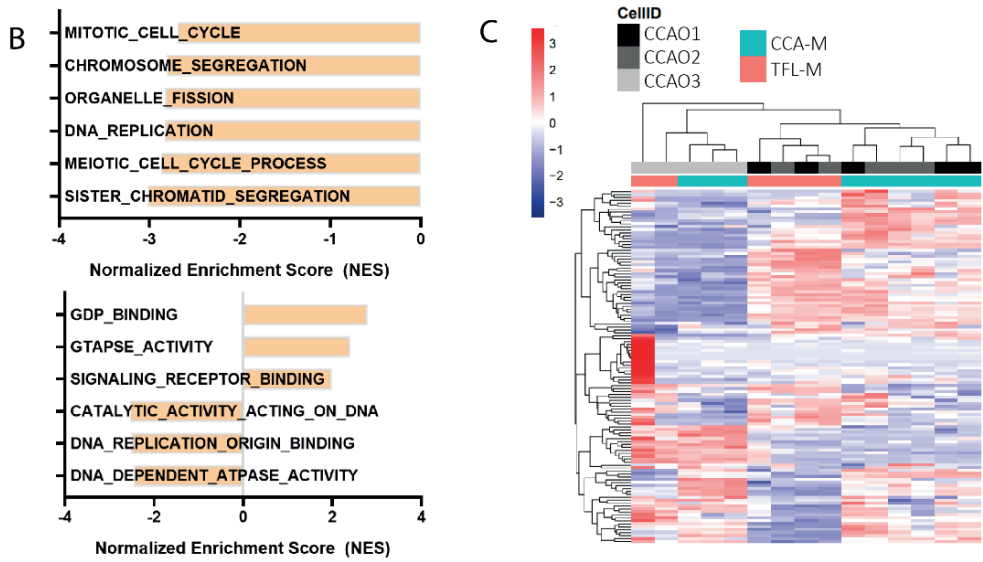 B
MITOTIC_CELL_CYCLE
CHROMOSOME_SEGREGATION
ORGANELLE_FISSION
DNA_REPLICATION
MEIOTIC_CELL_CYCLE_PROCESS
SISTER_CHROMATID_SEGREGATION
-4 -3 -2 -1 0
Normalized Enrichment Score (NES)
GDP_BINDING
GTAPSE_ACTIVITY
SIGNALING_RECEPTOR_BINDING
CATALYTIC_ACTIVITY_ACTING_ON_DNA
DNA_REPLICATION_ORIGIN_BINDING
DNA_DEPENDENT_ATPASE_ACTIVITY
-4 -2 0 2 4
Normalized Enrichment Score (NES)
C
3
2
1
0
−1
−2
−3
CellID
CCAO1
CCAO2
CCAO3
CCA-M
TFL-M